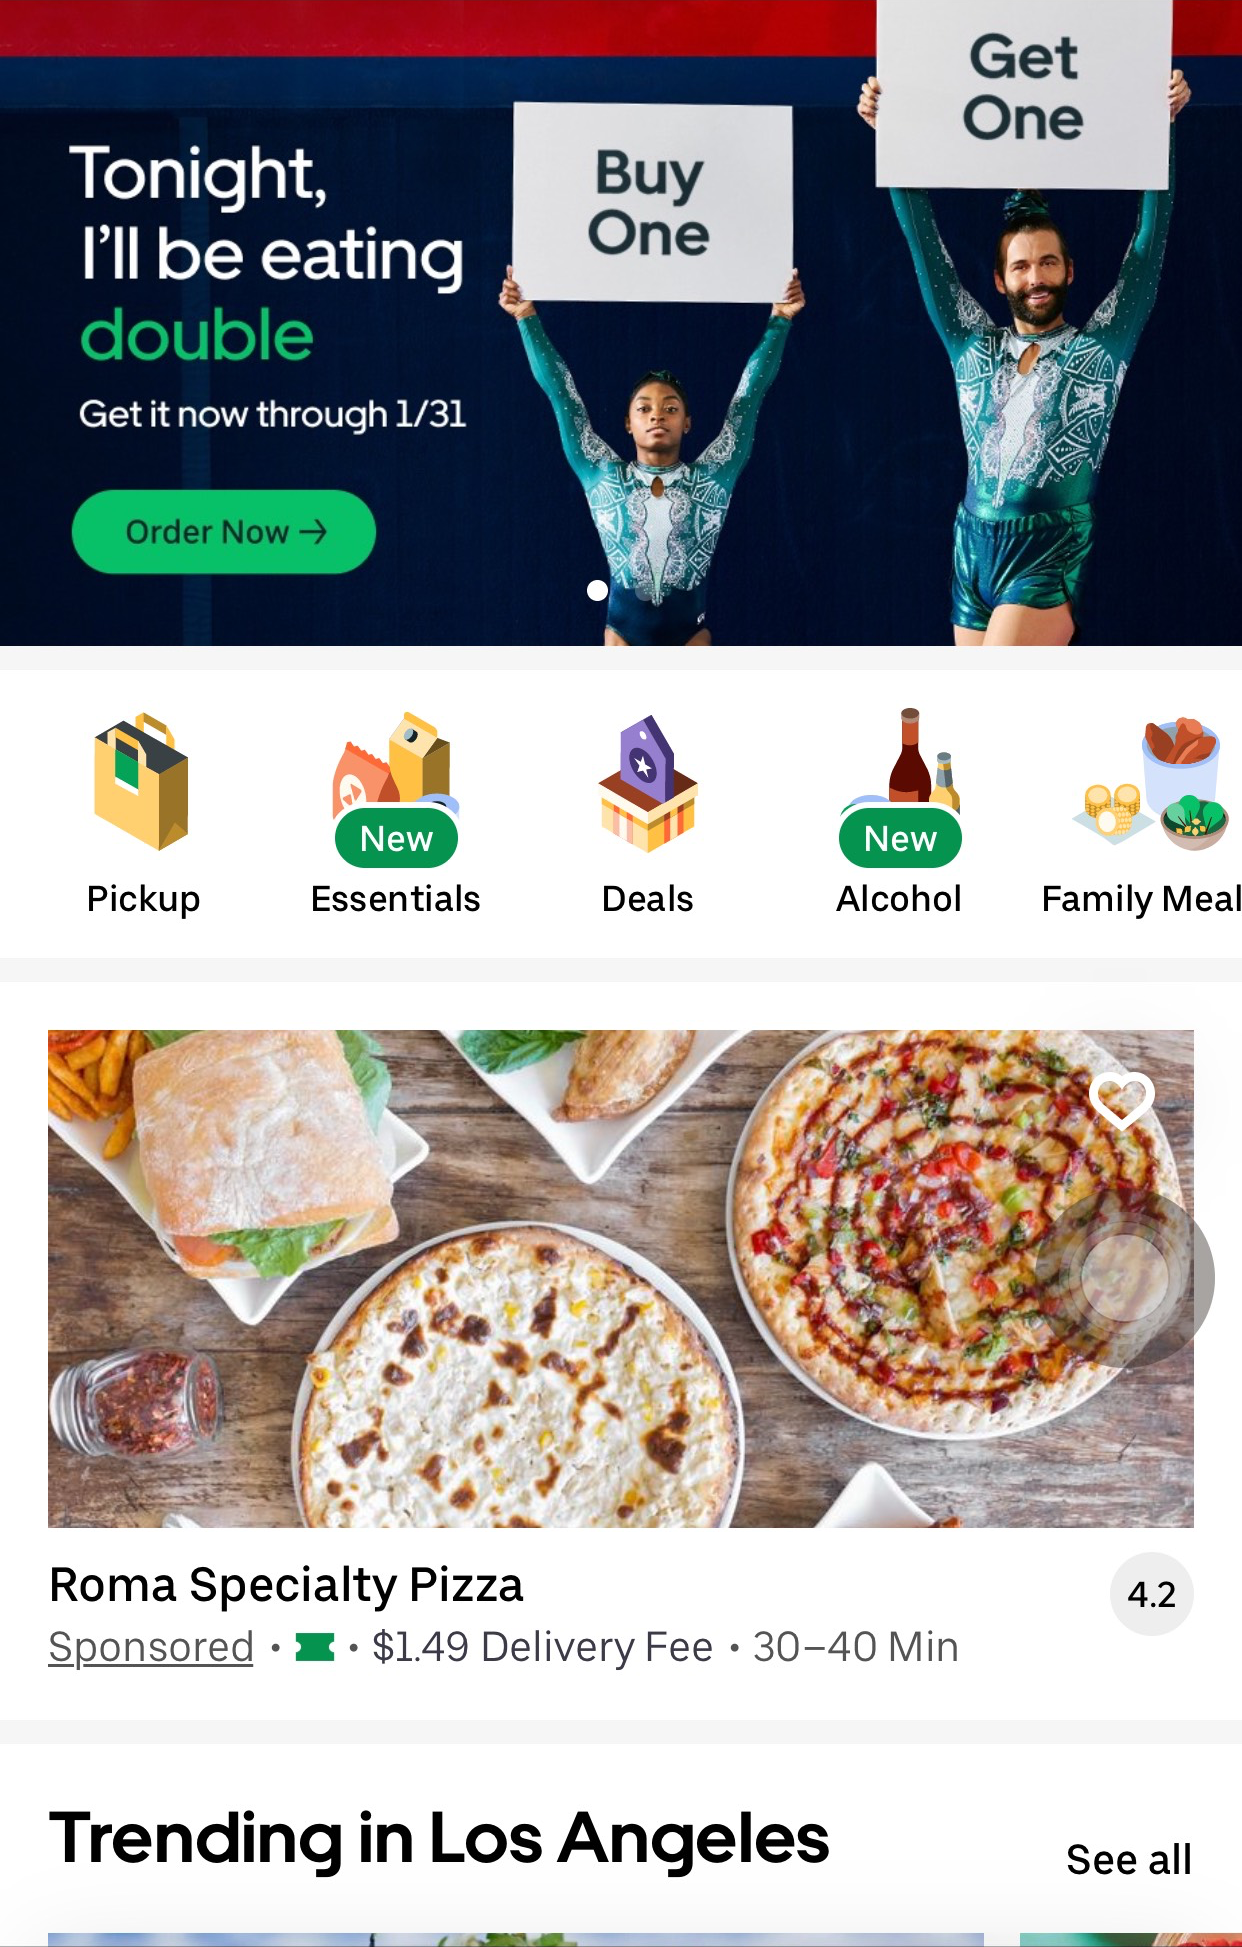 Tonight,
I'll be eating
double
Get it now through 1/31
Order Now →
Buy
One
Get
One
Pickup
New
Essentials
Deals
New
Alcohol
Family Meal
Roma Specialty Pizza
4.2
Sponsored • • $1.49 Delivery Fee • 30–40 Min
Trending in Los Angeles
See all